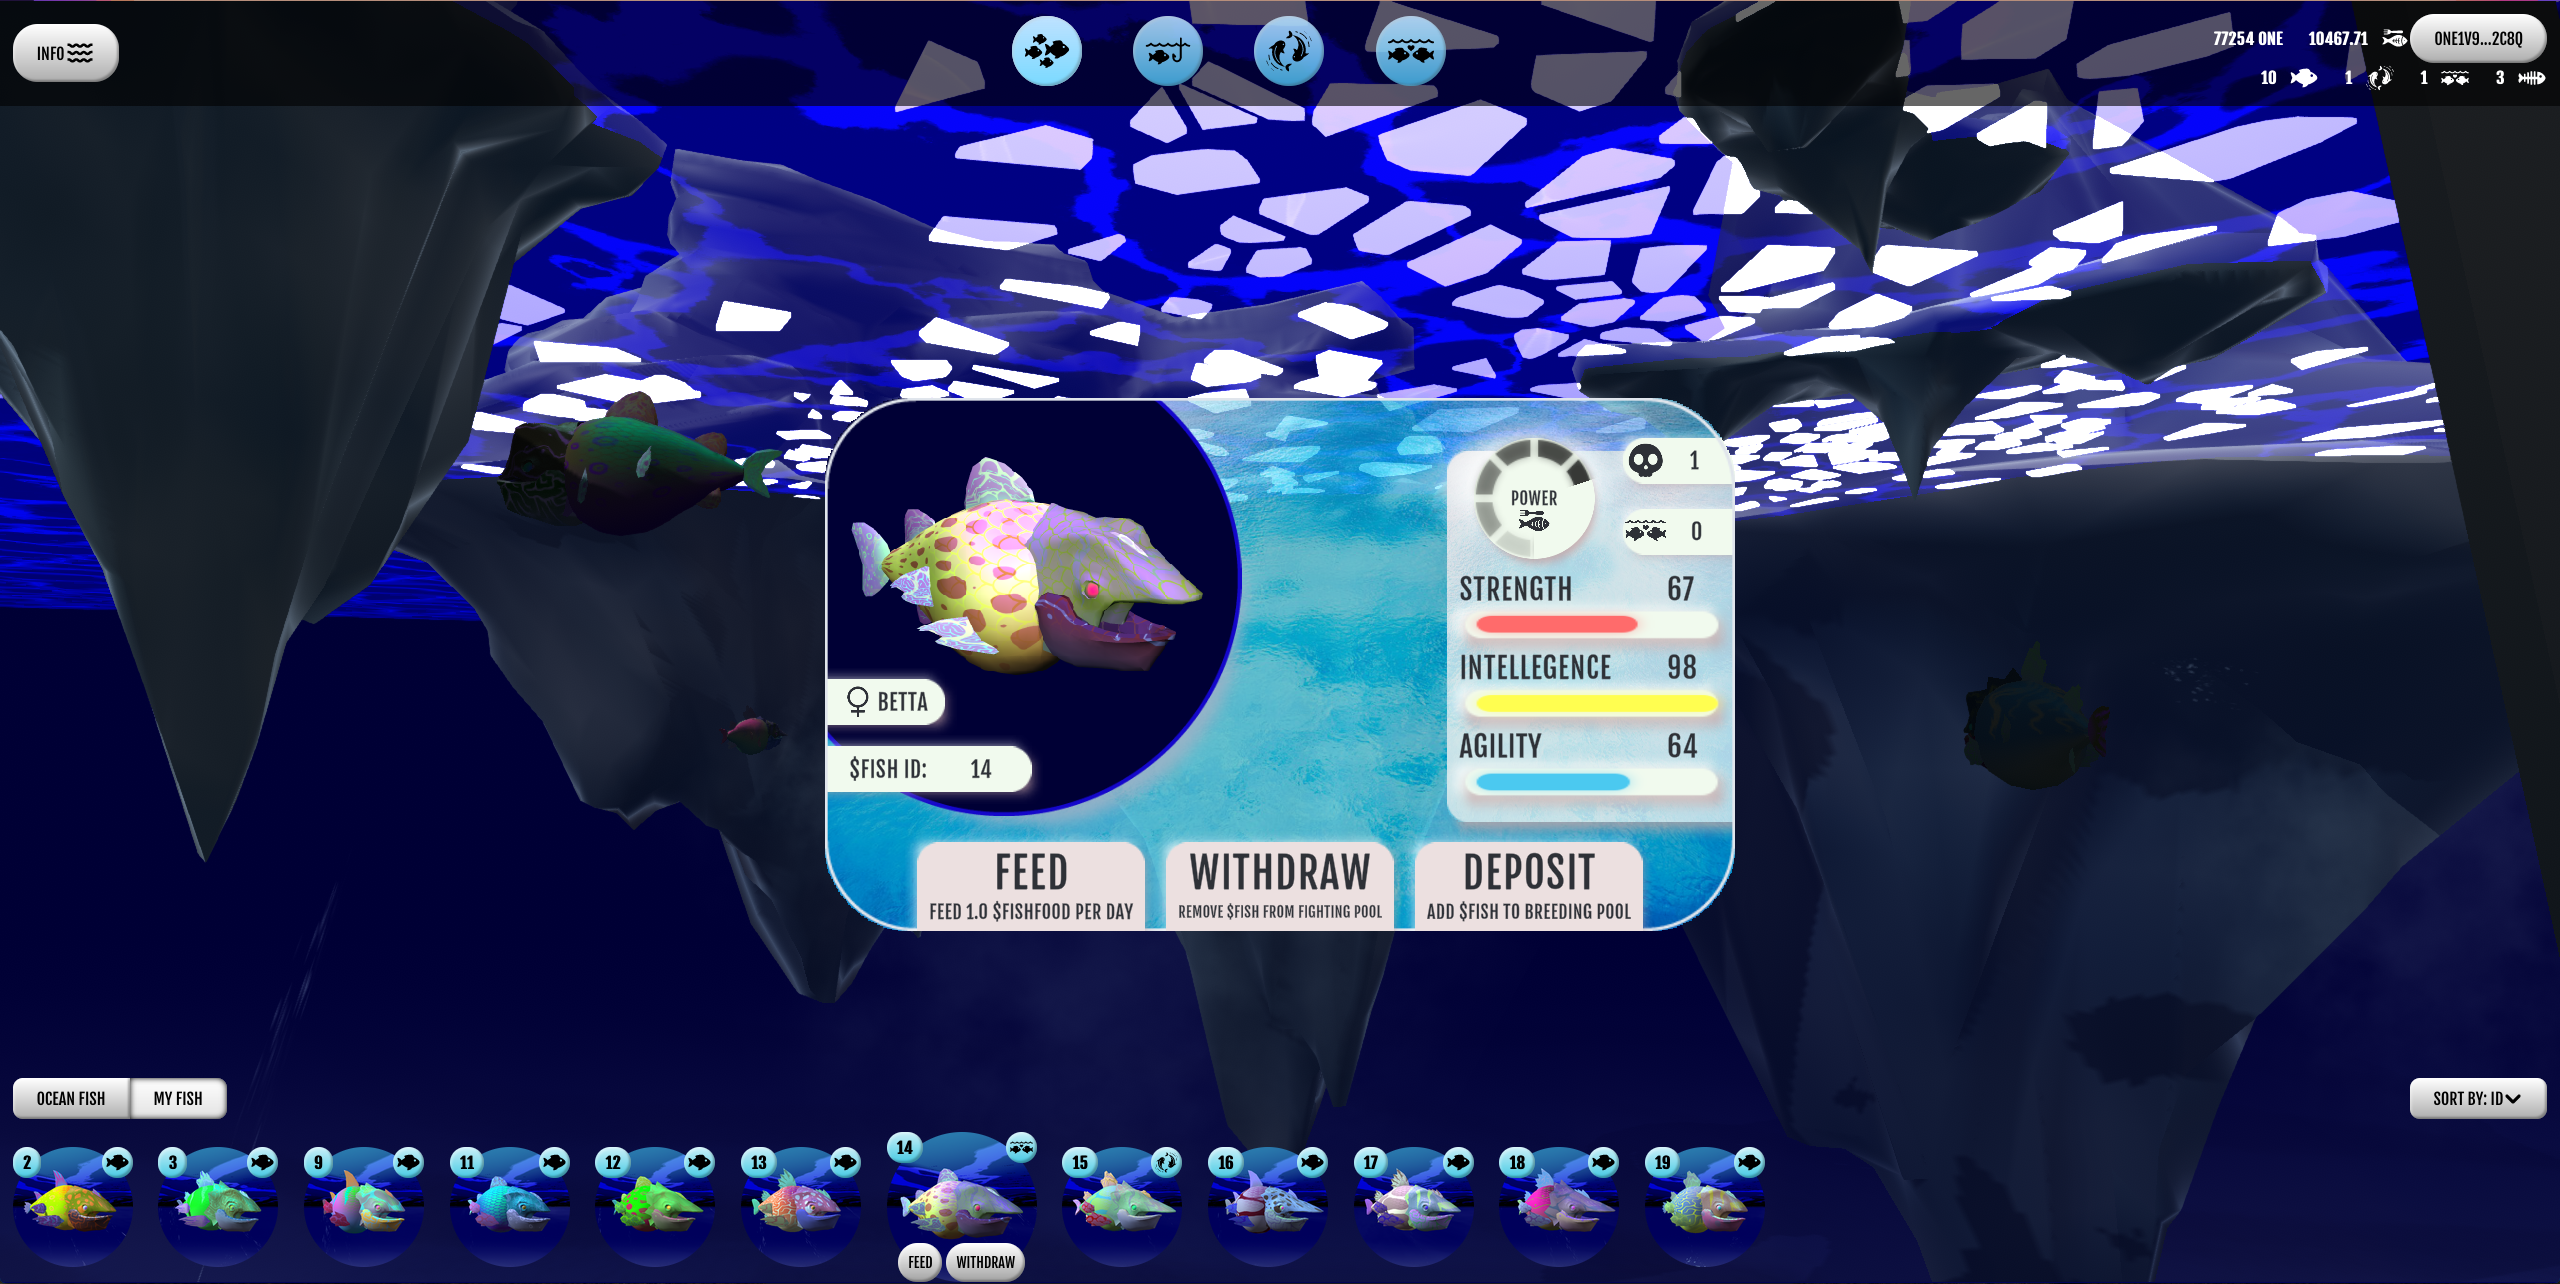 INFO
77254 ONE 10467.71 ONE1V9...2C8Q
10 1 1 3
POWER
1
0
STRENGTH 67
INTELLEGENCE 98
AGILITY 64
BETTA
$FISH ID: 14
FEED
FEED 1.0 $FISHFOOD PER DAY
WITHDRAW
REMOVE $FISH FROM FIGHTING POOL
DEPOSIT
ADD $FISH TO BREEDING POOL
OCEAN FISH MY FISH
SORT BY: ID
2 3 9 11 12 13 14 15 16 17 18 19
FEED WITHDRAW